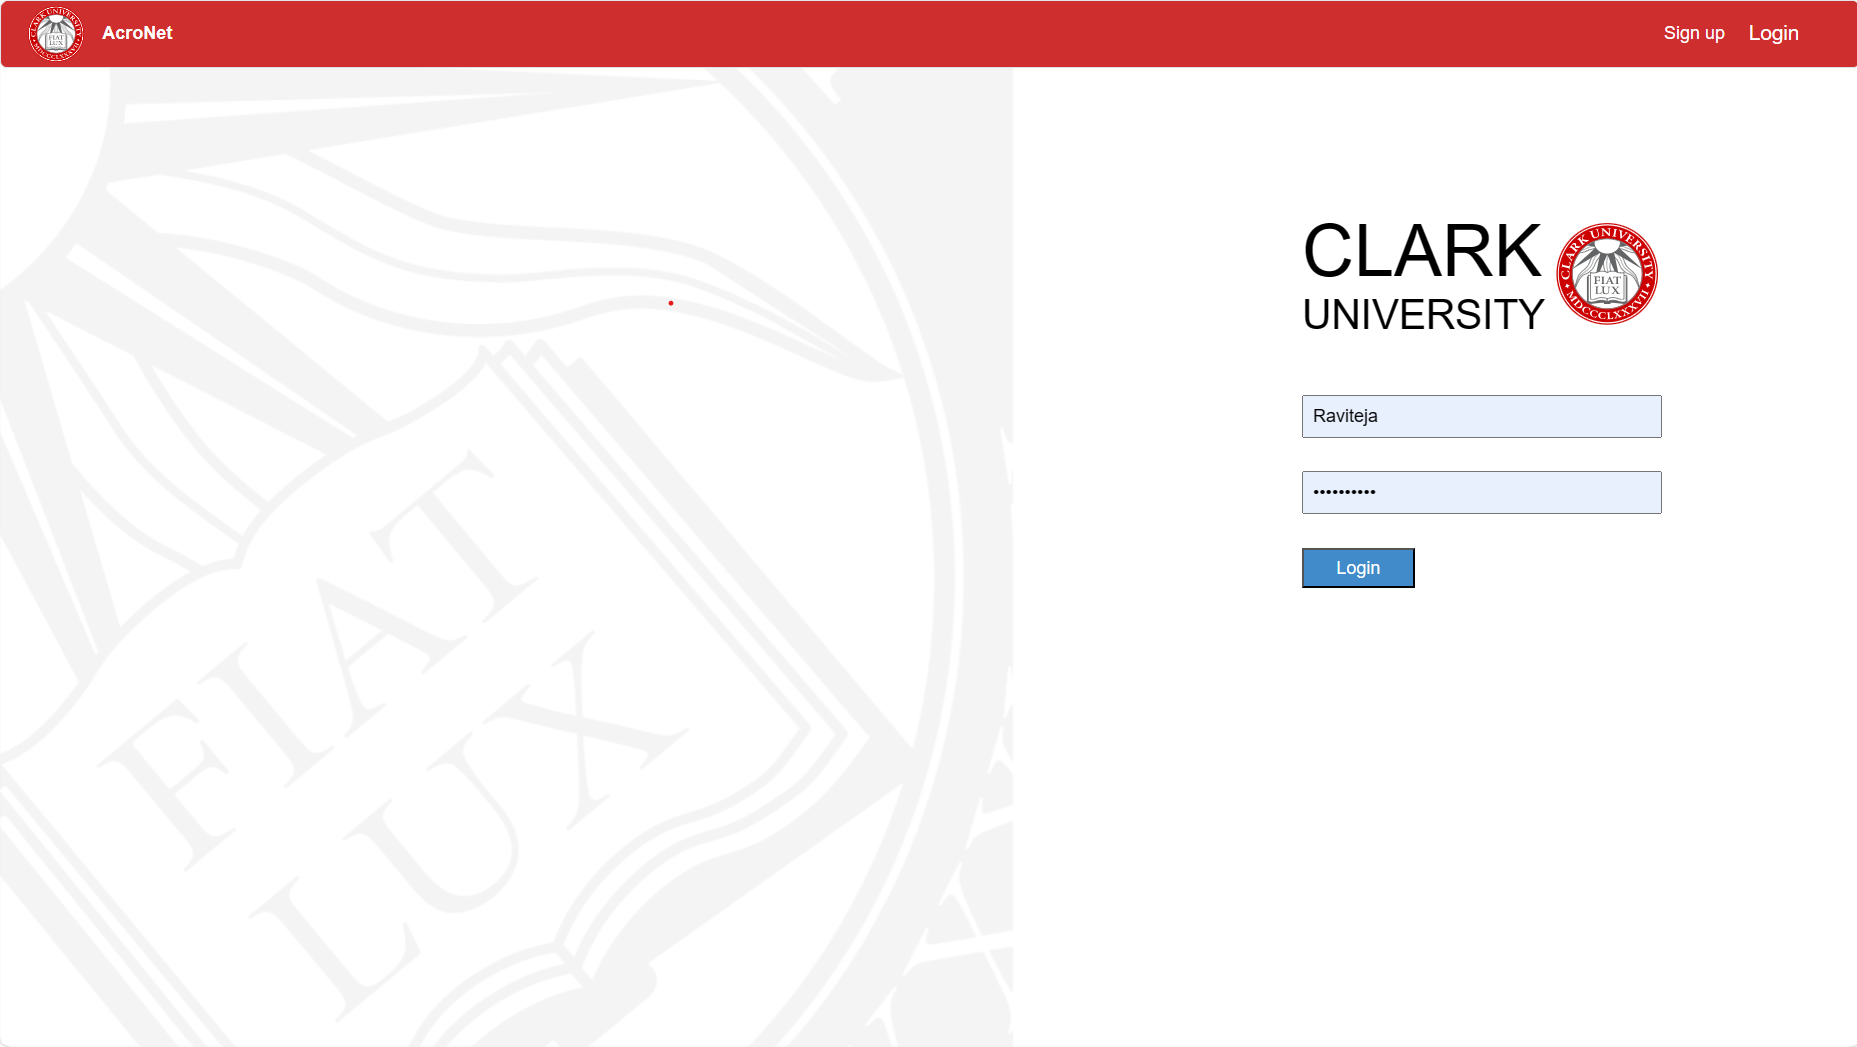 AcroNet
Sign up
Login
CLARK
UNIVERSITY
CLARK UNIVERSITY
FIAT
LUX
MDCCCLXXXVII
Raviteja
••••••••••
Login
FIAT
LUX